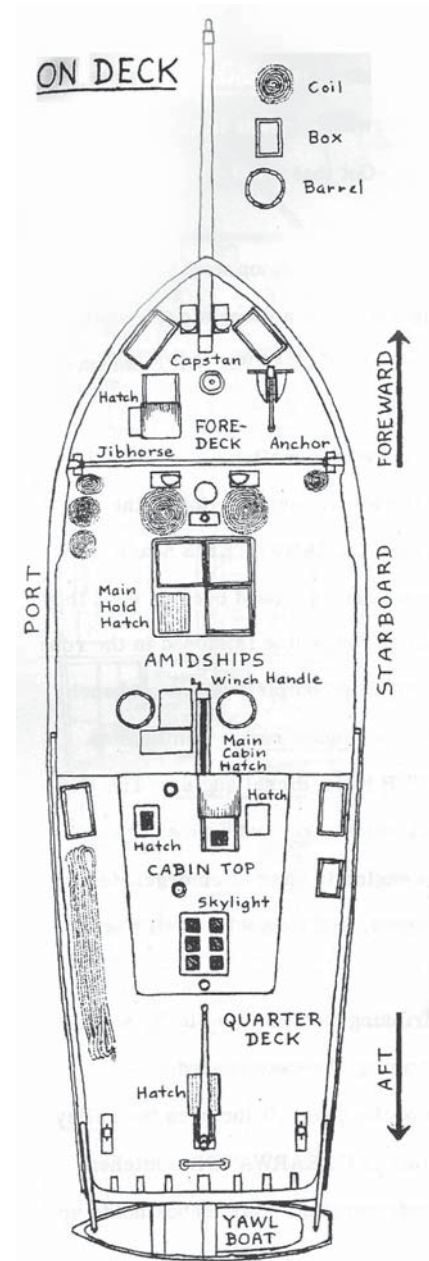 ON DECK
Coil
Box
Barrel
Capstan
Hatch
FORE-
DECK
Anchor
Jibhorse
FOREWARD
PORT
STARBOARD
Main
Hold
Hatch
AMIDSHIPS
Winch Handle
Main
Cabin
Hatch
Hatch
Hatch
CABIN TOP
Skylight
QUARTER
DECK
Hatch
AFT
YAWL
BOAT